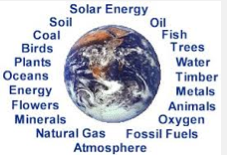 Solar Energy
Soil Oil
Coal Fish
Birds Trees
Plants Water
Oceans Timber
Energy Metals
Flowers Animals
Minerals Oxygen
Natural Gas Fossil Fuels
Atmosphere